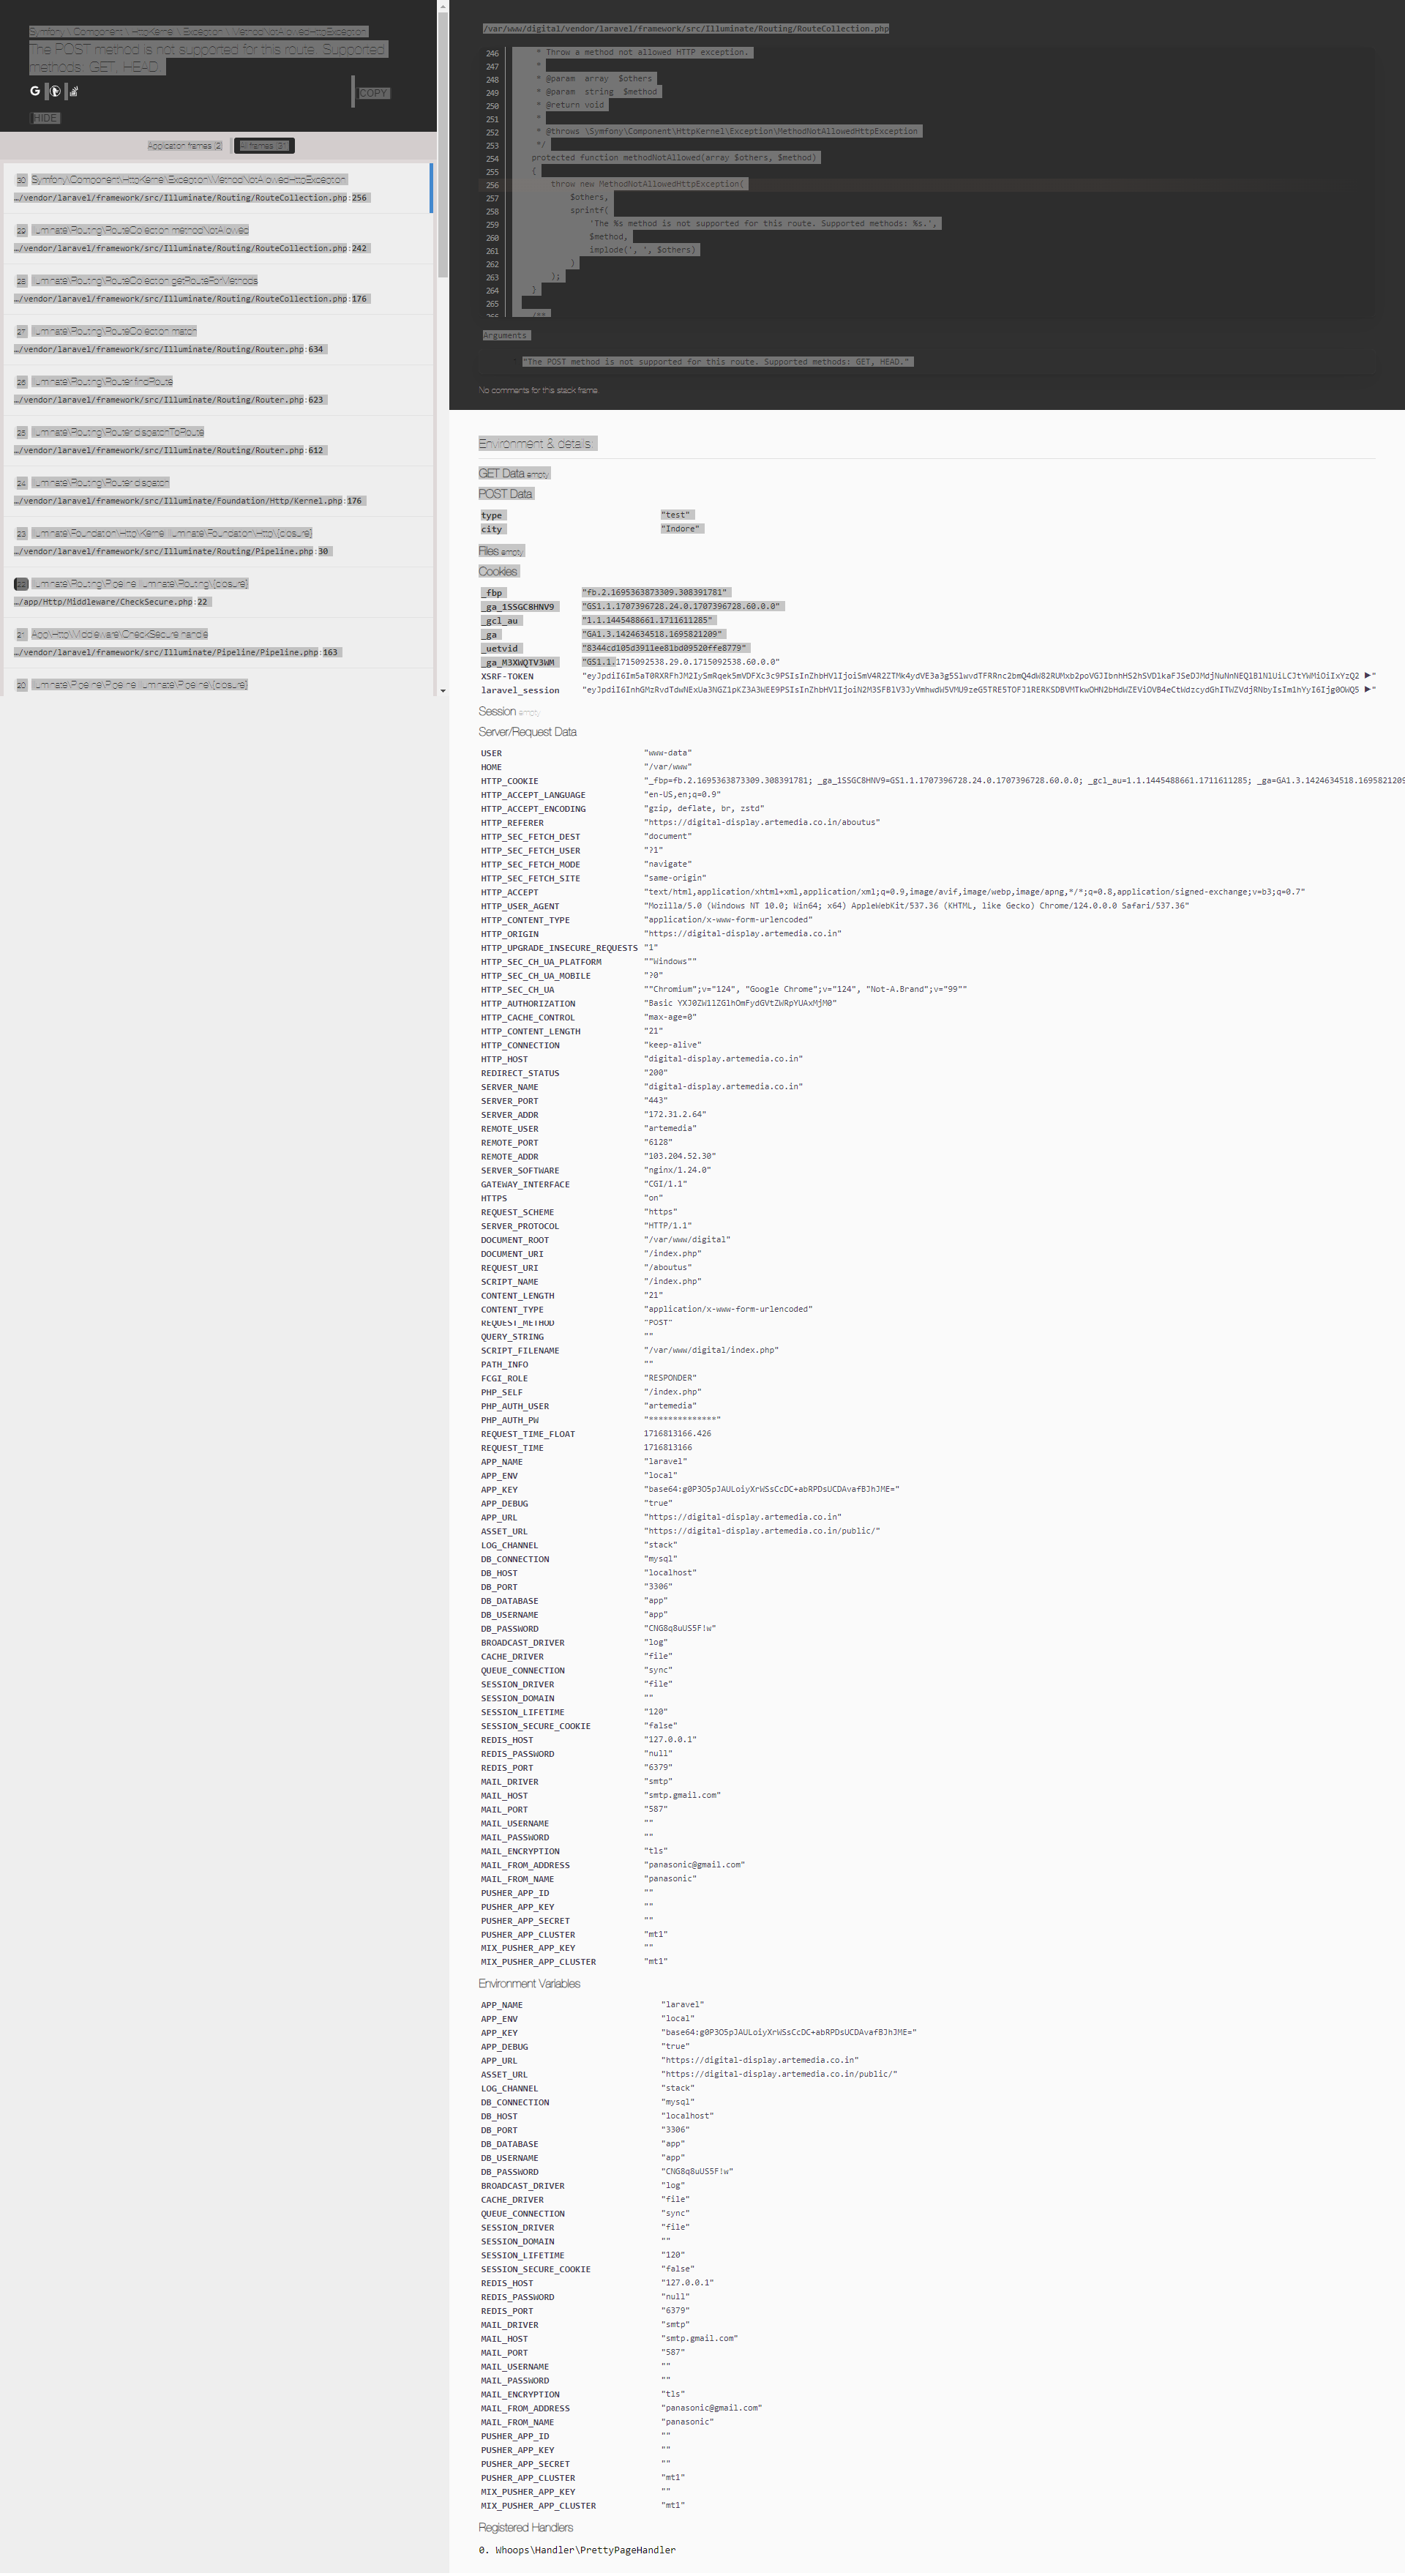 Symfony \ Component \ HttpKernel \ Exception \ MethodNotAllowedHttpException
The POST method is not supported for this route. Supported
methods: GET, HEAD.
COPY
HIDE
Application frames (2)
All frames (31)
30 Symfony\Component\HttpKernel\Exception\MethodNotAllowedHttpException
…/vendor/laravel/framework/src/Illuminate/Routing/RouteCollection.php:256
29 Illuminate\Routing\RouteCollection methodNotAllowed
…/vendor/laravel/framework/src/Illuminate/Routing/RouteCollection.php:242
28 Illuminate\Routing\RouteCollection getRouteForMethods
…/vendor/laravel/framework/src/Illuminate/Routing/RouteCollection.php:176
27 Illuminate\Routing\RouteCollection match
…/vendor/laravel/framework/src/Illuminate/Routing/Router.php:634
26 Illuminate\Routing\Router findRoute
…/vendor/laravel/framework/src/Illuminate/Routing/Router.php:623
25 Illuminate\Routing\Router dispatchToRoute
…/vendor/laravel/framework/src/Illuminate/Routing/Router.php:612
24 Illuminate\Routing\Router dispatch
…/vendor/laravel/framework/src/Illuminate/Foundation/Http/Kernel.php:176
23 Illuminate\Foundation\Http\Kernel Illuminate\Foundation\Http\{closure}
…/vendor/laravel/framework/src/Illuminate/Routing/Pipeline.php:30
22 Illuminate\Routing\Pipeline Illuminate\Routing\{closure}
…/app/Http/Middleware/CheckSecure.php:22
21 App\Http\Middleware\CheckSecure handle
…/vendor/laravel/framework/src/Illuminate/Pipeline/Pipeline.php:163
20 Illuminate\Pipeline\Pipeline Illuminate\Pipeline\{closure}
/var/www/digital/vendor/laravel/framework/src/Illuminate/Routing/RouteCollection.php
246 * Throw a method not allowed HTTP exception.
247 *
248 * @param  array  $others
249 * @param  string  $method
250 * @return void
251 *
252 * @throws \Symfony\Component\HttpKernel\Exception\MethodNotAllowedHttpException
253 */
254 protected function methodNotAllowed(array $others, $method)
255 {
256 throw new MethodNotAllowedHttpException(
257 $others,
258 sprintf(
259 'The %s method is not supported for this route. Supported methods: %s.',
260 $method,
261 implode(', ', $others)
262 )
263 );
264 }
265
266 /**
Arguments
"The POST method is not supported for this route. Supported methods: GET, HEAD."
No comments for this stack frame.
Environment & details:
GET Data empty
POST Data
type "test"
city "Indore"
Files empty
Cookies
_fbp "fb.2.1695363873309.308391781"
_ga_1SSGC8HNV9 "GS1.1.1707396728.24.0.1707396728.60.0.0"
_gcl_au "1.1.1445488661.1711611285"
_ga "GA1.3.1424634518.1695821209"
_uetvid "8344cd105d3911ee81bd09520ffe8779"
_ga_M3XWQTV3WM "GS1.1.1715092538.29.0.1715092538.60.0.0"
XSRF-TOKEN
laravel_session
Session empty
Server/Request Data
USER "www-data"
HOME "/var/www"
HTTP_COOKIE "_fbp=fb.2.1695363873309.308391781; _ga_1SSGC8HNV9=GS1.1.1707396728.24.0.1707396728.60.0.0; _gcl_au=1.1.1445488661.1711611285; _ga=GA1.3.1424634518.1695821209
HTTP_ACCEPT_LANGUAGE "en-US,en;q=0.9"
HTTP_ACCEPT_ENCODING "gzip, deflate, br, zstd"
HTTP_REFERER "https://digital-display.artemedia.co.in/aboutus"
HTTP_SEC_FETCH_DEST "document"
HTTP_SEC_FETCH_USER "?1"
HTTP_SEC_FETCH_MODE "navigate"
HTTP_SEC_FETCH_SITE "same-origin"
HTTP_ACCEPT "text/html,application/xhtml+xml,application/xml;q=0.9,image/avif,image/webp,image/apng,*/*;q=0.8,application/signed-exchange;v=b3;q=0.7"
HTTP_USER_AGENT "Mozilla/5.0 (Windows NT 10.0; Win64; x64) AppleWebKit/537.36 (KHTML, like Gecko) Chrome/124.0.0.0 Safari/537.36"
HTTP_CONTENT_TYPE "application/x-www-form-urlencoded"
HTTP_ORIGIN "https://digital-display.artemedia.co.in"
HTTP_UPGRADE_INSECURE_REQUESTS "1"
HTTP_SEC_CH_UA_PLATFORM ""Windows""
HTTP_SEC_CH_UA_MOBILE "?0"
HTTP_SEC_CH_UA ""Chromium";v="124", "Google Chrome";v="124", "Not-A.Brand";v="99""
HTTP_AUTHORIZATION "Basic
HTTP_CACHE_CONTROL "max-age=0"
HTTP_CONTENT_LENGTH "21"
HTTP_CONNECTION "keep-alive"
HTTP_HOST "digital-display.artemedia.co.in"
REDIRECT_STATUS "200"
SERVER_NAME "digital-display.artemedia.co.in"
SERVER_PORT "443"
SERVER_ADDR "172.31.2.64"
REMOTE_USER "artemedia"
REMOTE_PORT "6128"
REMOTE_ADDR "103.204.52.30"
SERVER_SOFTWARE "nginx/1.24.0"
GATEWAY_INTERFACE "CGI/1.1"
HTTPS "on"
REQUEST_SCHEME "https"
SERVER_PROTOCOL "HTTP/1.1"
DOCUMENT_ROOT "/var/www/digital"
DOCUMENT_URI "/index.php"
REQUEST_URI "/aboutus"
SCRIPT_NAME "/index.php"
CONTENT_LENGTH "21"
CONTENT_TYPE "application/x-www-form-urlencoded"
REQUEST_METHOD "POST"
QUERY_STRING ""
SCRIPT_FILENAME "/var/www/digital/index.php"
PATH_INFO ""
FCGI_ROLE "RESPONDER"
PHP_SELF "/index.php"
PHP_AUTH_USER "artemedia"
PHP_AUTH_PW "**************"
REQUEST_TIME_FLOAT 1716813166.426
REQUEST_TIME 1716813166
APP_NAME "laravel"
APP_ENV "local"
APP_KEY
APP_DEBUG "true"
APP_URL "https://digital-display.artemedia.co.in"
ASSET_URL "https://digital-display.artemedia.co.in/public/"
LOG_CHANNEL "stack"
DB_CONNECTION "mysql"
DB_HOST "localhost"
DB_PORT "3306"
DB_DATABASE "app"
DB_USERNAME "app"
DB_PASSWORD "CNG8q8uUS5F!w"
BROADCAST_DRIVER "log"
CACHE_DRIVER "file"
QUEUE_CONNECTION "sync"
SESSION_DRIVER "file"
SESSION_DOMAIN ""
SESSION_LIFETIME "120"
SESSION_SECURE_COOKIE "false"
REDIS_HOST "127.0.0.1"
REDIS_PASSWORD "null"
REDIS_PORT "6379"
MAIL_DRIVER "smtp"
MAIL_HOST "smtp.gmail.com"
MAIL_PORT "587"
MAIL_USERNAME ""
MAIL_PASSWORD ""
MAIL_ENCRYPTION "tls"
MAIL_FROM_ADDRESS "panasonic@gmail.com"
MAIL_FROM_NAME "panasonic"
PUSHER_APP_ID ""
PUSHER_APP_KEY ""
PUSHER_APP_SECRET ""
PUSHER_APP_CLUSTER "mt1"
MIX_PUSHER_APP_KEY ""
MIX_PUSHER_APP_CLUSTER "mt1"
Environment Variables
APP_NAME "laravel"
APP_ENV "local"
APP_KEY
APP_DEBUG "true"
APP_URL "https://digital-display.artemedia.co.in"
ASSET_URL "https://digital-display.artemedia.co.in/public/"
LOG_CHANNEL "stack"
DB_CONNECTION "mysql"
DB_HOST "localhost"
DB_PORT "3306"
DB_DATABASE "app"
DB_USERNAME "app"
DB_PASSWORD "CNG8q8uUS5F!w"
BROADCAST_DRIVER "log"
CACHE_DRIVER "file"
QUEUE_CONNECTION "sync"
SESSION_DRIVER "file"
SESSION_DOMAIN ""
SESSION_LIFETIME "120"
SESSION_SECURE_COOKIE "false"
REDIS_HOST "127.0.0.1"
REDIS_PASSWORD "null"
REDIS_PORT "6379"
MAIL_DRIVER "smtp"
MAIL_HOST "smtp.gmail.com"
MAIL_PORT "587"
MAIL_USERNAME ""
MAIL_PASSWORD ""
MAIL_ENCRYPTION "tls"
MAIL_FROM_ADDRESS "panasonic@gmail.com"
MAIL_FROM_NAME "panasonic"
PUSHER_APP_ID ""
PUSHER_APP_KEY ""
PUSHER_APP_SECRET ""
PUSHER_APP_CLUSTER "mt1"
MIX_PUSHER_APP_KEY ""
MIX_PUSHER_APP_CLUSTER "mt1"
Registered Handlers
0. Whoops\Handler\PrettyPageHandler